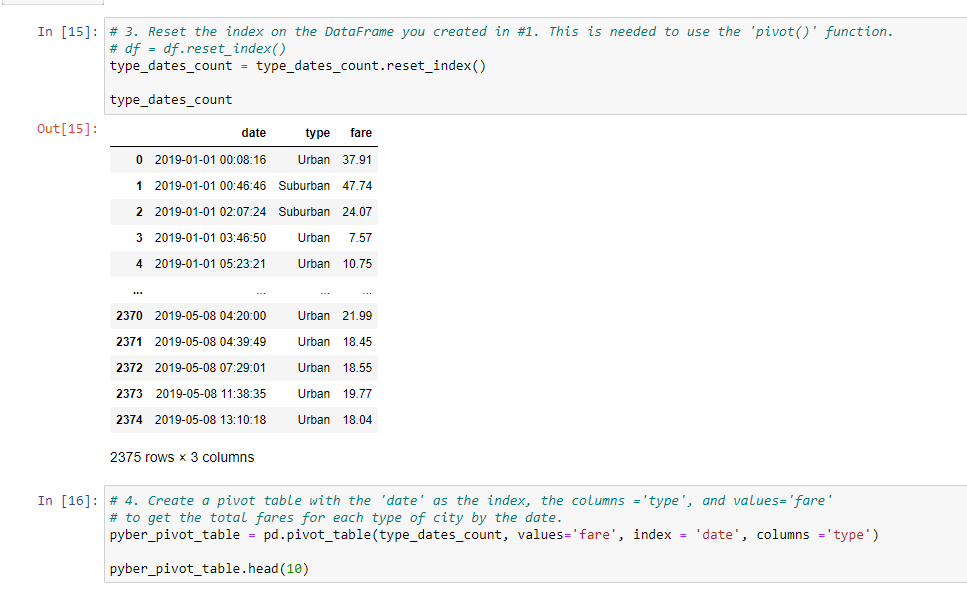 In [15]: # 3. Reset the index on the DataFrame you created in #1. This is needed to use the 'pivot()' function.
# df = df.reset_index()
type_dates_count = type_dates_count.reset_index()
type_dates_count
Out[15]:
date type fare
0 2019-01-01 00:08:16 Urban 37.91
1 2019-01-01 00:46:46 Suburban 47.74
2 2019-01-01 02:07:24 Suburban 24.07
3 2019-01-01 03:46:50 Urban 7.57
4 2019-01-01 05:23:21 Urban 10.75
... ... ... ...
2370 2019-05-08 04:20:00 Urban 21.99
2371 2019-05-08 04:39:49 Urban 18.45
2372 2019-05-08 07:29:01 Urban 18.55
2373 2019-05-08 11:38:35 Urban 19.77
2374 2019-05-08 13:10:18 Urban 18.04
2375 rows × 3 columns
In [16]: # 4. Create a pivot table with the 'date' as the index, the columns ='type', and values='fare'
# to get the total fares for each type of city by the date.
pyber_pivot_table = pd.pivot_table(type_dates_count, values='fare', index = 'date', columns ='type')
pyber_pivot_table.head(10)